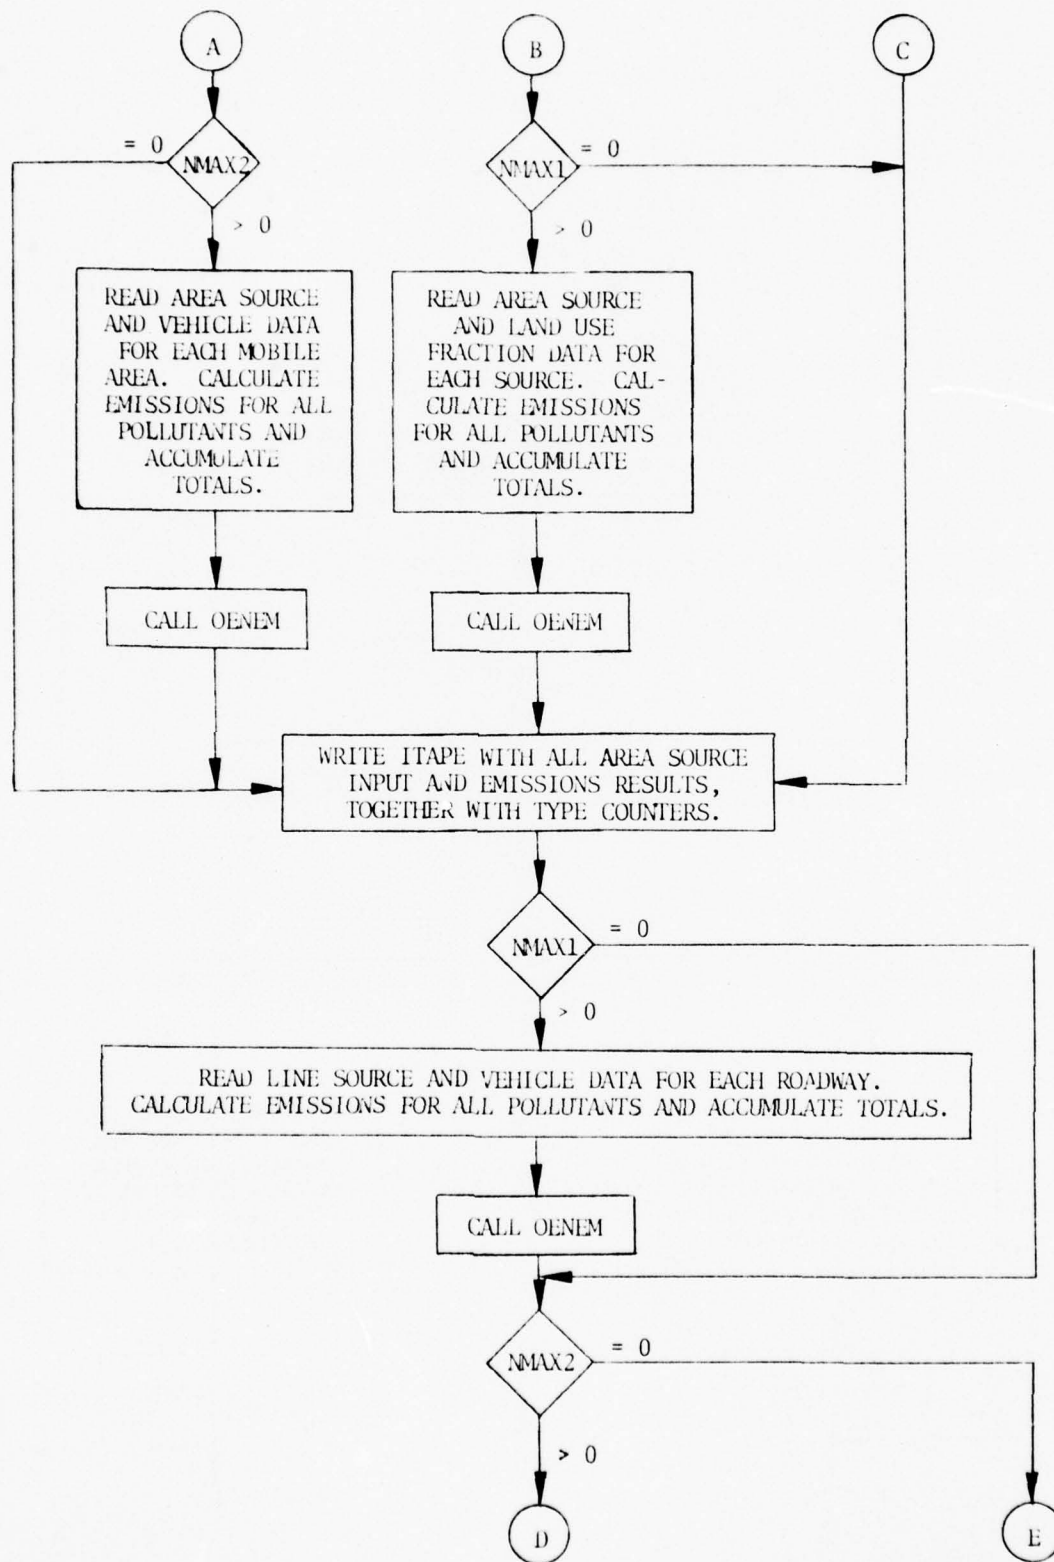 A
B
C
= 0
NMAX2
> 0
NMAX1
= 0
> 0
READ AREA SOURCE
AND VEHICLE DATA
FOR EACH MOBILE
AREA. CALCULATE
EMISSIONS FOR ALL
POLLUTANTS AND
ACCUMULATE
TOTALS.
READ AREA SOURCE
AND LAND USE
FRACTION DATA FOR
EACH SOURCE. CAL-
CULATE EMISSIONS
FOR ALL POLLUTANTS
AND ACCUMULATE
TOTALS.
CALL OENEM
CALL OENEM
WRITE ITAPE WITH ALL AREA SOURCE
INPUT AND EMISSIONS RESULTS,
TOGETHER WITH TYPE COUNTERS.
NMAX1
= 0
> 0
READ LINE SOURCE AND VEHICLE DATA FOR EACH ROADWAY.
CALCULATE EMISSIONS FOR ALL POLLUTANTS AND ACCUMULATE TOTALS.
CALL OENEM
NMAX2
= 0
> 0
D
E